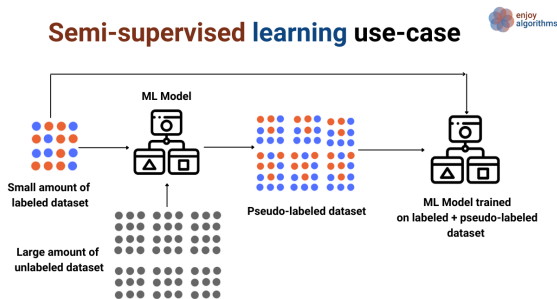 enjoy
algorithms
Semi-supervised learning use-case
ML Model
Small amount of
labeled dataset
Large amount of
unlabeled dataset
Pseudo-labeled dataset
ML Model trained
on labeled + pseudo-labeled
dataset